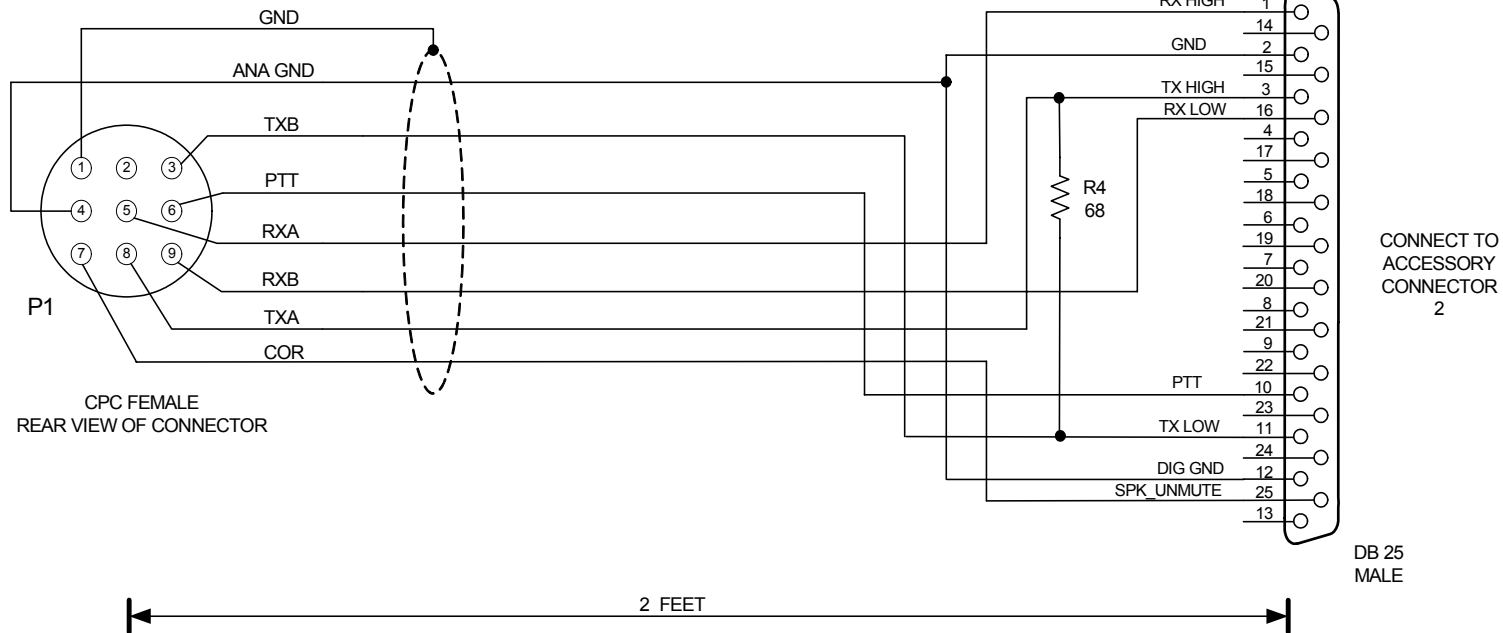 GND
ANA GND
TXB
PTT
RXA
RXB
TXA
COR
1 2 3
4 5 6
7 8 9
P1
CPC FEMALE
REAR VIEW OF CONNECTOR
R4
68
RX HIGH 1
14
GND 2
15
TX HIGH 3
RX LOW 16
4
17
5
18
6
19
7
20
8
21
9
22
PTT 10
23
TX LOW 11
24
DIG GND 12
SPK_UNMUTE 25
13
CONNECT TO
ACCESSORY
CONNECTOR
2
DB 25
MALE
2 FEET